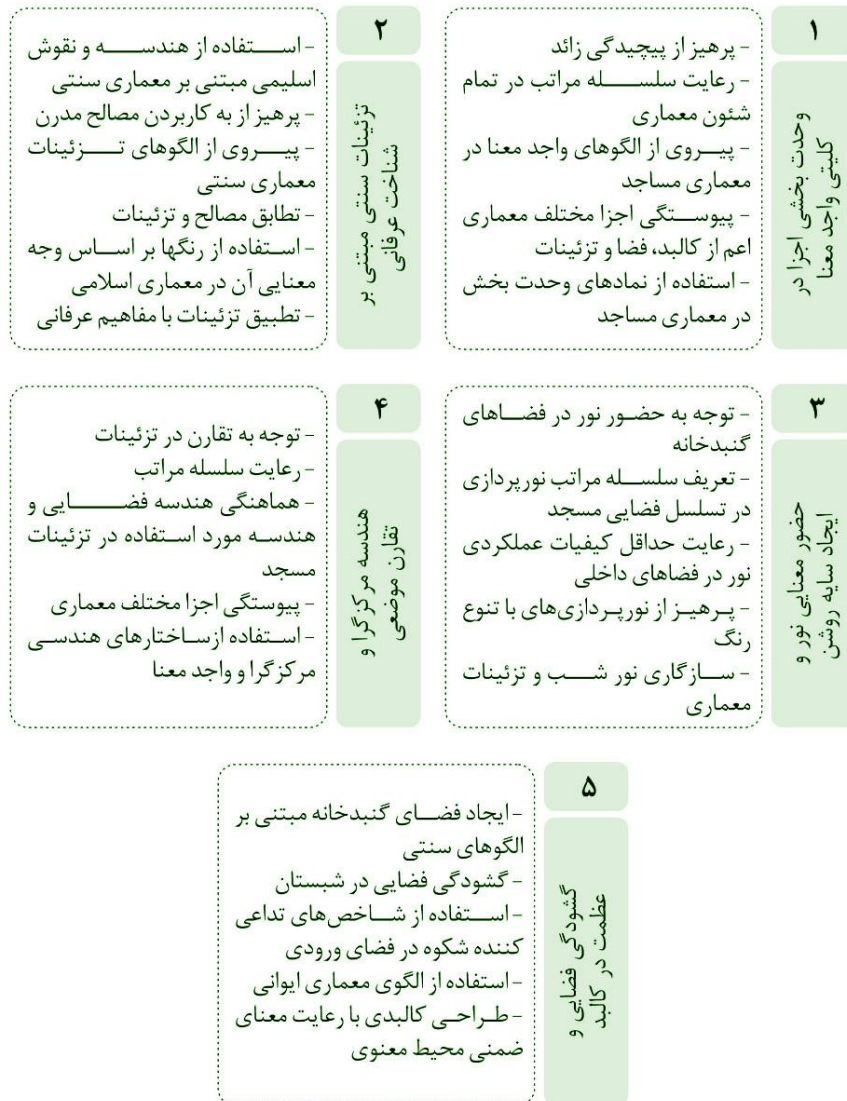 ۱
وحدت بخشی اجزا در
کلیتی واجد معنا
- پرهیز از پیچیدگی زائد
- رعایت سلسله مراتب در تمام
شئون معماری
- پیروی از الگوهای واجد معنا در
معماری مساجد
- پیوستگی اجزا مختلف معماری
اعم از کالبد، فضا و تزئینات
- استفاده از نمادهای وحدت بخش
در معماری مساجد
۲
تزئینات سنتی مبتنی بر
شناخت عرفانی
- استفاده از هندسه و نقوش
اسلیمی مبتنی بر معماری سنتی
- پرهیز از به کاربردن مصالح مدرن
- پیروی از الگوهای تزئینات
معماری سنتی
- تطابق مصالح و تزئینات
- استفاده از رنگها بر اساس وجه
معنایی آن در معماری اسلامی
- تطبیق تزئینات با مفاهیم عرفانی
۳
حضور معنایی نور و
ایجاد سایه روشن
- توجه به حضور نور در فضاهای
گنبدخانه
- تعریف سلسله مراتب نورپردازی
در تسلسل فضایی مسجد
- رعایت حداقل کیفیات عملکردی
نور در فضاهای داخلی
- پرهیز از نورپردازی‌های با تنوع
رنگ
- سازگاری نور شب و تزئینات
معماری
۴
هندسه مرکزگرا و
تقارن موضعی
- توجه به تقارن در تزئینات
- رعایت سلسله مراتب
- هماهنگی هندسه فضایی و
هندسه مورد استفاده در تزئینات
مسجد
- پیوستگی اجزا مختلف معماری
- استفاده ازساختارهای هندسی
مرکزگرا و واجد معنا
۵
گشودگی فضایی و
عظمت در کالبد
- ایجاد فضای گنبدخانه مبتنی بر
الگوهای سنتی
- گشودگی فضایی در شبستان
- استفاده از شاخص‌های تداعی
کننده شکوه در فضای ورودی
- استفاده از الگوی معماری ایوانی
- طراحی کالبدی با رعایت معنای
ضمنی محیط معنوی